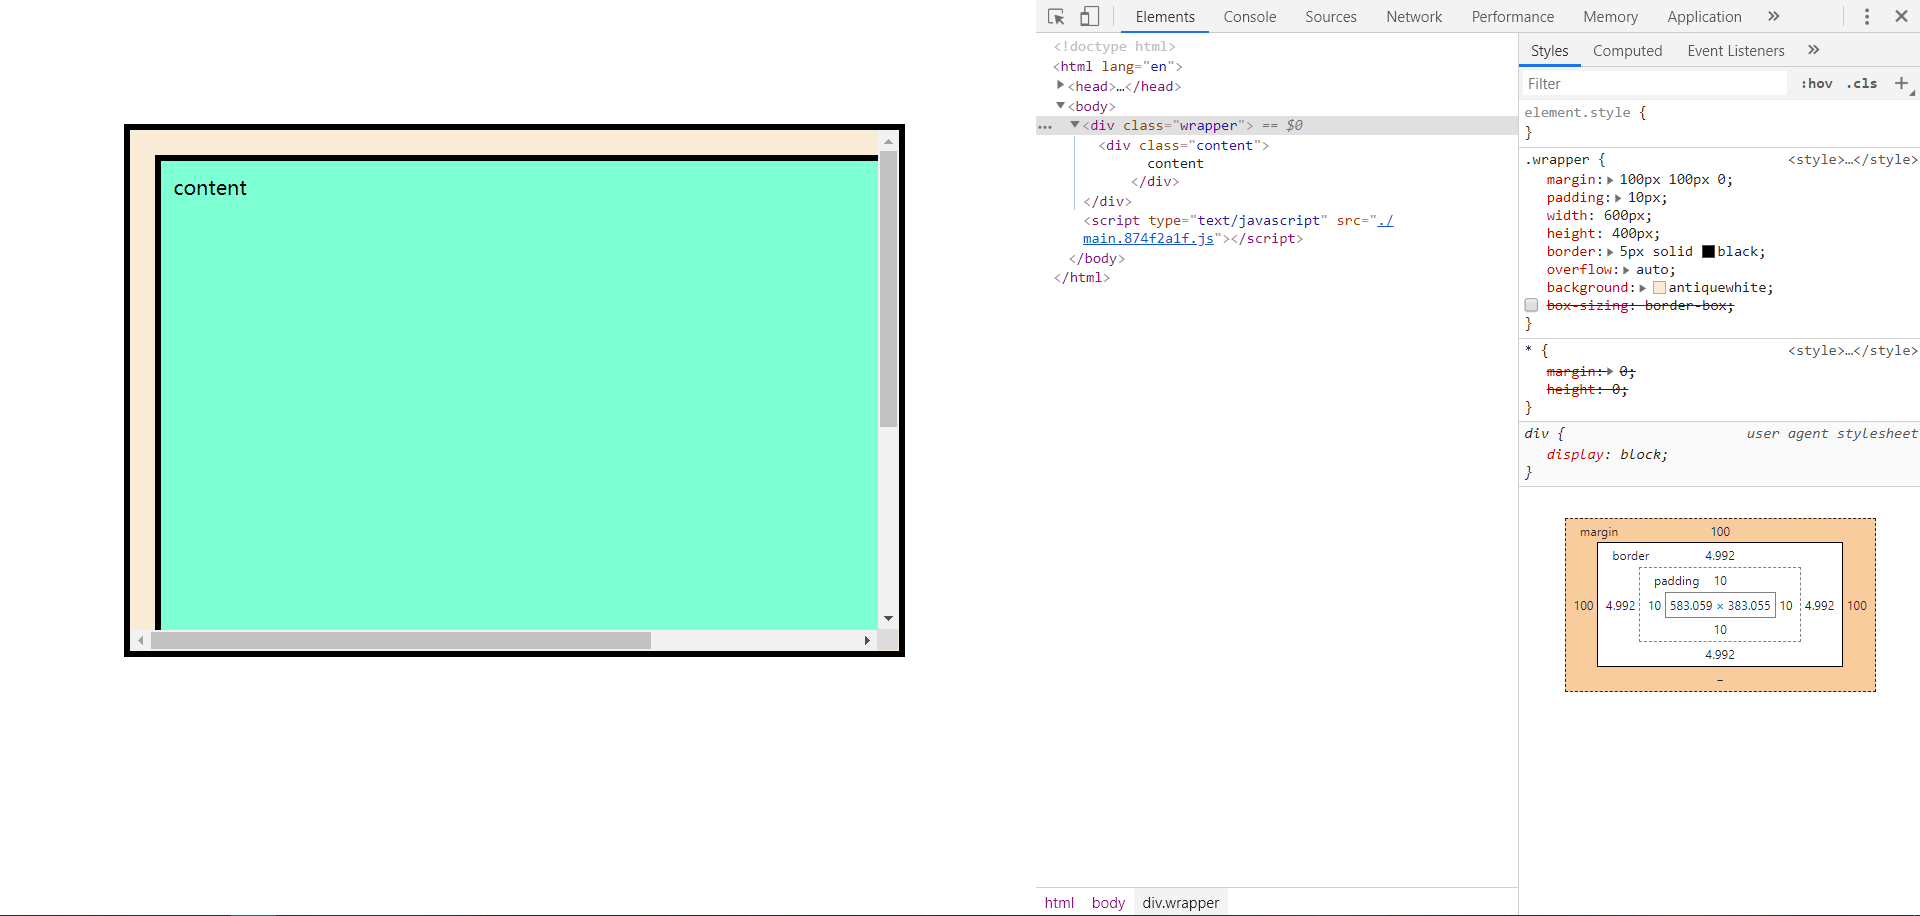 content
Elements Console Sources Network Performance Memory Application »
<!doctype html>
<html lang="en">
<head>…</head>
<body>
<div class="wrapper"> == $0
<div class="content">
content
</div>
</div>
<script type="text/javascript" src="./
main.874f2a1f.js"></script>
</body>
</html>
html body div.wrapper
Styles Computed Event Listeners »
Filter :hov .cls +
element.style {
}
.wrapper { <style>…</style>
margin: 100px 100px 0;
padding: 10px;
width: 600px;
height: 400px;
border: 5px solid black;
overflow: auto;
background: antiquewhite;
box-sizing: border-box;
}
* { <style>…</style>
margin: 0;
height: 0;
}
div { user agent stylesheet
display: block;
}
margin 100
border 4.992
padding 10
100 4.992 10 583.059 × 383.055 10 4.992 100
10
4.992
–